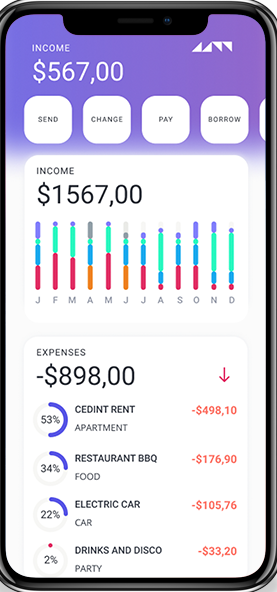 INCOME
$567,00
SEND CHANGE PAY BORROW
INCOME
$1567,00
J F M A M J J A S O N D
EXPENSES
-$898,00
53% CEDINT RENT -$498,10
APARTMENT
34% RESTAURANT BBQ -$176,90
FOOD
22% ELECTRIC CAR -$105,76
CAR
2% DRINKS AND DISCO -$33,20
PARTY